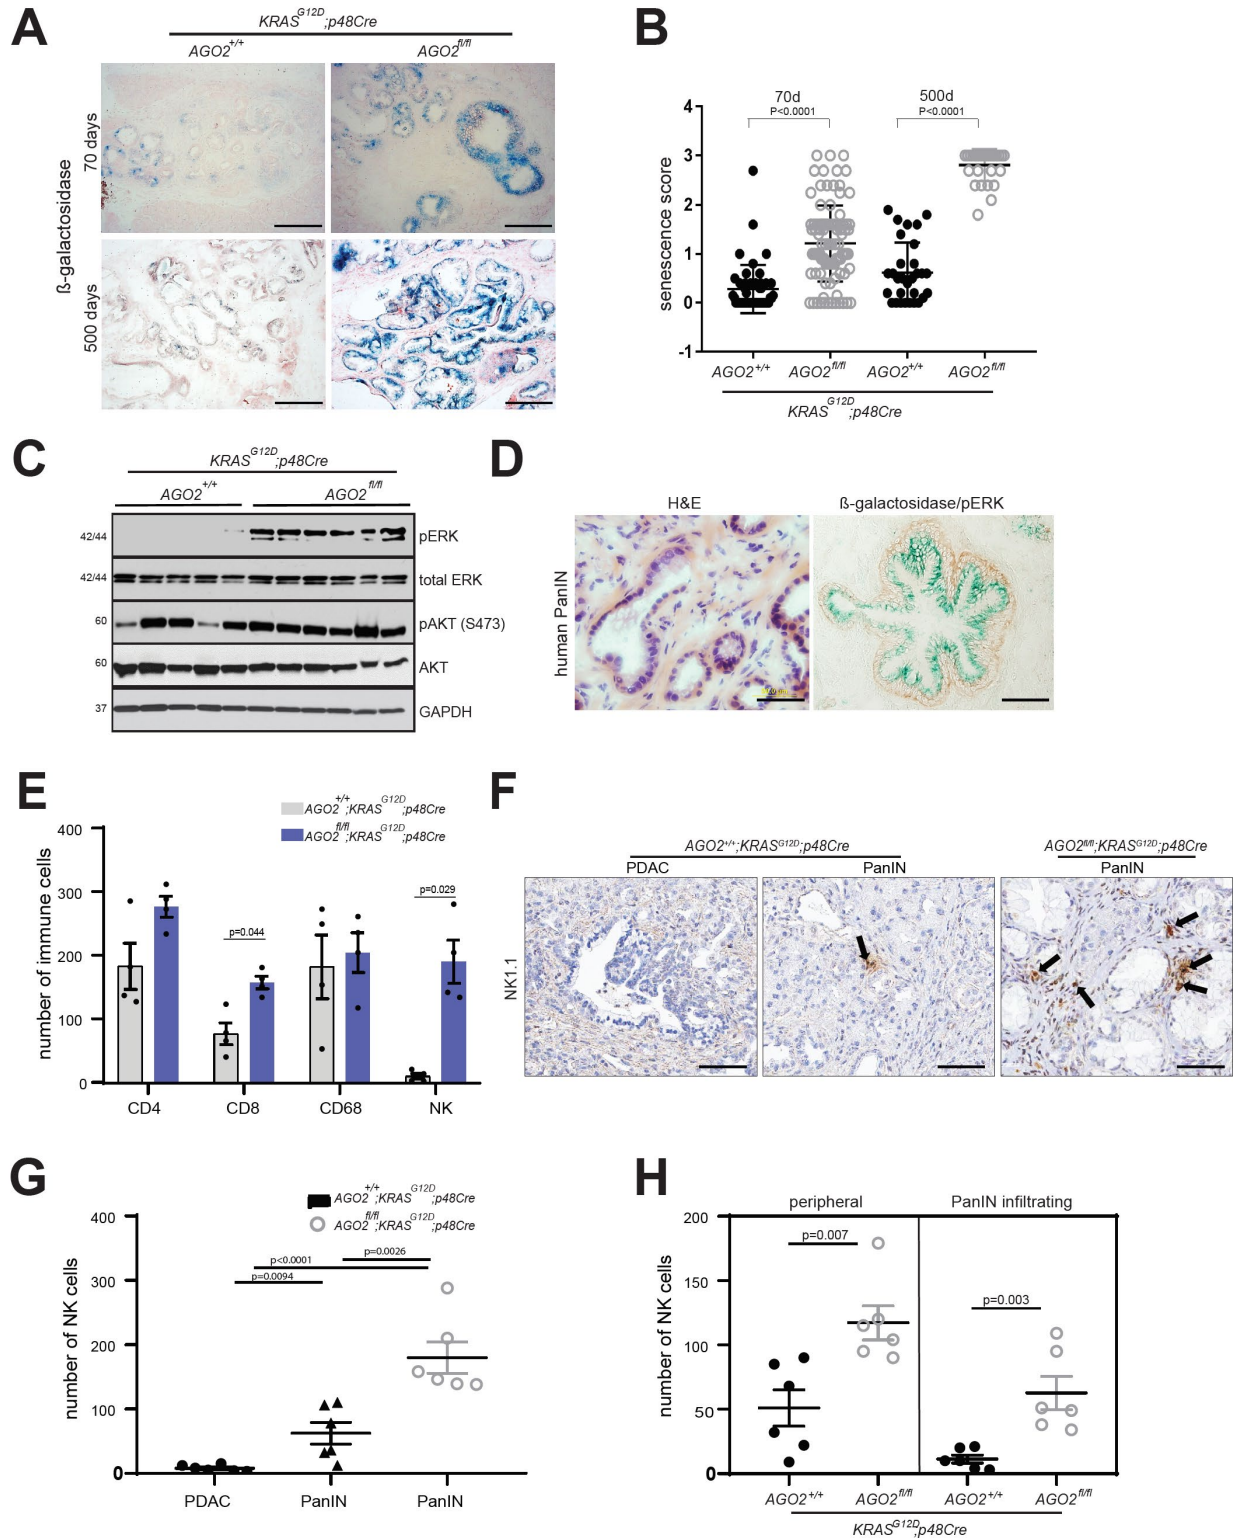 A
KRAS^G12D;p48Cre
AGO2^+/+
AGO2^fl/fl
ß-galactosidase
70 days
500 days
B
senescence score
4
3
2
1
0
-1
70d
P<0.0001
500d
P<0.0001
AGO2^+/+
AGO2^fl/fl
AGO2^+/+
AGO2^fl/fl
KRAS^G12D;p48Cre
C
KRAS^G12D;p48Cre
AGO2^+/+
AGO2^fl/fl
42/44
pERK
42/44
total ERK
60
pAKT (S473)
60
AKT
37
GAPDH
D
H&E
ß-galactosidase/pERK
human PanIN
E
AGO2^+/+;KRAS^G12D;p48Cre
AGO2^fl/fl;KRAS^G12D;p48Cre
number of immune cells
400
300
200
100
0
p=0.044
p=0.029
CD4
CD8
CD68
NK
F
AGO2^+/+;KRAS^G12D;p48Cre
AGO2^fl/fl;KRAS^G12D;p48Cre
PDAC
PanIN
PanIN
NK1.1
G
AGO2^+/+;KRAS^G12D;p48Cre
AGO2^fl/fl;KRAS^G12D;p48Cre
number of NK cells
400
300
200
100
0
p=0.0026
p<0.0001
p=0.0094
PDAC
PanIN
PanIN
H
peripheral
PanIN infiltrating
number of NK cells
200
150
100
50
0
p=0.007
p=0.003
AGO2^+/+
AGO2^fl/fl
AGO2^+/+
AGO2^fl/fl
KRAS^G12D;p48Cre